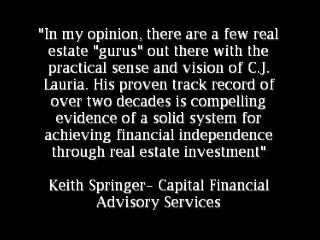 "In my opinion, there are a few real
estate "gurus" out there with the
practical sense and vision of C.J.
Lauria. His proven track record of
over two decades is compelling
evidence of a solid system for
achieving financial independence
through real estate investment"
Keith Springer- Capital Financial
Advisory Services